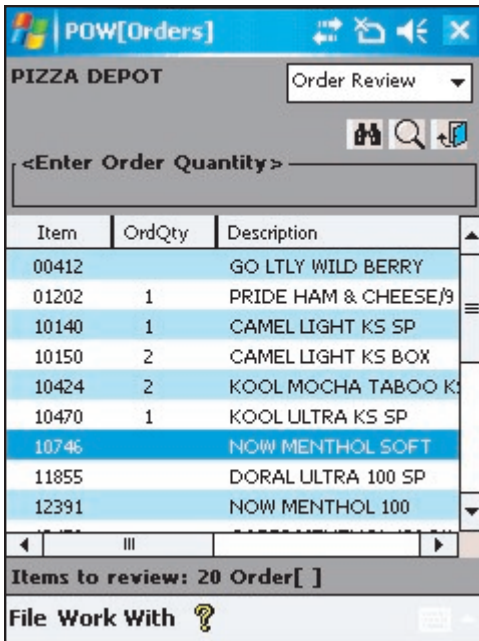 POW[Orders]
PIZZA DEPOT
Order Review
<Enter Order Quantity>
Item OrdQty Description
00412 GO LTLY WILD BERRY
01202 1 PRIDE HAM & CHEESE/9
10140 1 CAMEL LIGHT KS SP
10150 2 CAMEL LIGHT KS BOX
10424 2 KOOL MOCHA TABOO KS
10470 1 KOOL ULTRA KS SP
10746 NOW MENTHOL SOFT
11855 DORAL ULTRA 100 SP
12391 NOW MENTHOL 100
Items to review: 20 Order[ ]
File Work With